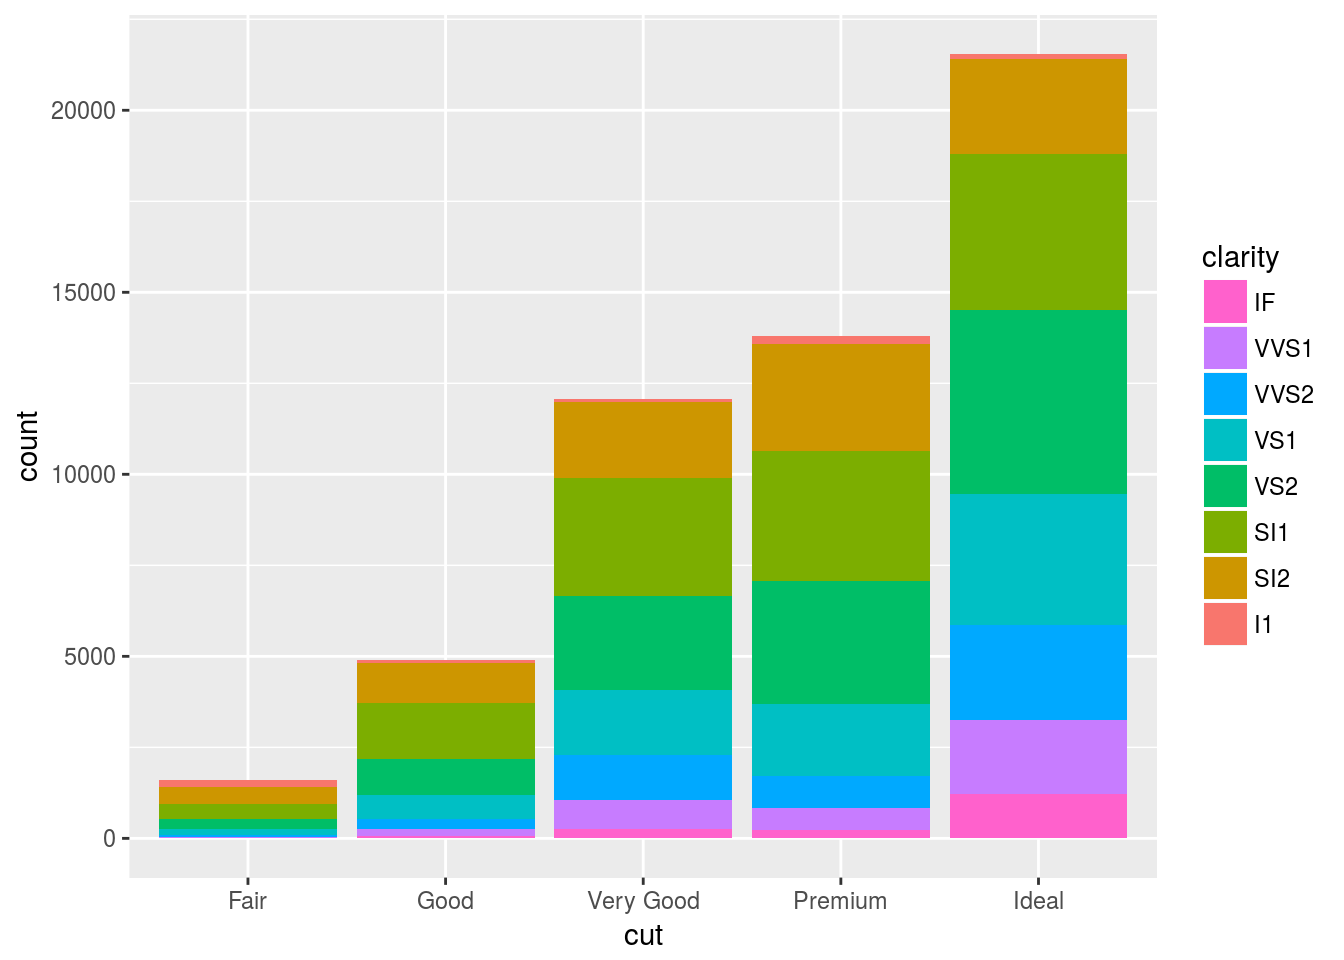 20000
15000
10000
5000
0
count
Fair Good Very Good Premium Ideal
cut
clarity
IF
VVS1
VVS2
VS1
VS2
SI1
SI2
I1